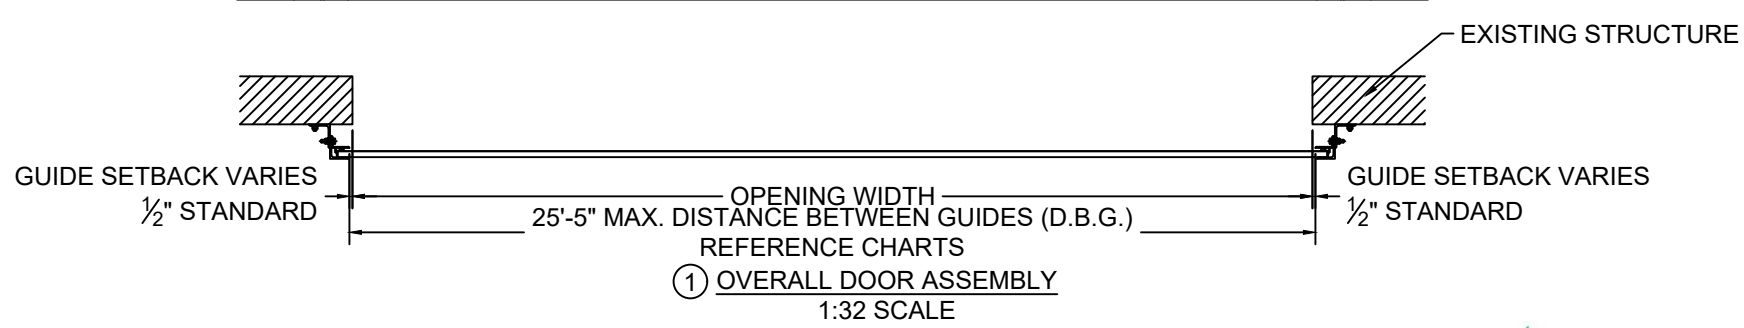 EXISTING STRUCTURE
GUIDE SETBACK VARIES
½" STANDARD
OPENING WIDTH
25'-5" MAX. DISTANCE BETWEEN GUIDES (D.B.G.)
REFERENCE CHARTS
GUIDE SETBACK VARIES
½" STANDARD
1 OVERALL DOOR ASSEMBLY
1:32 SCALE